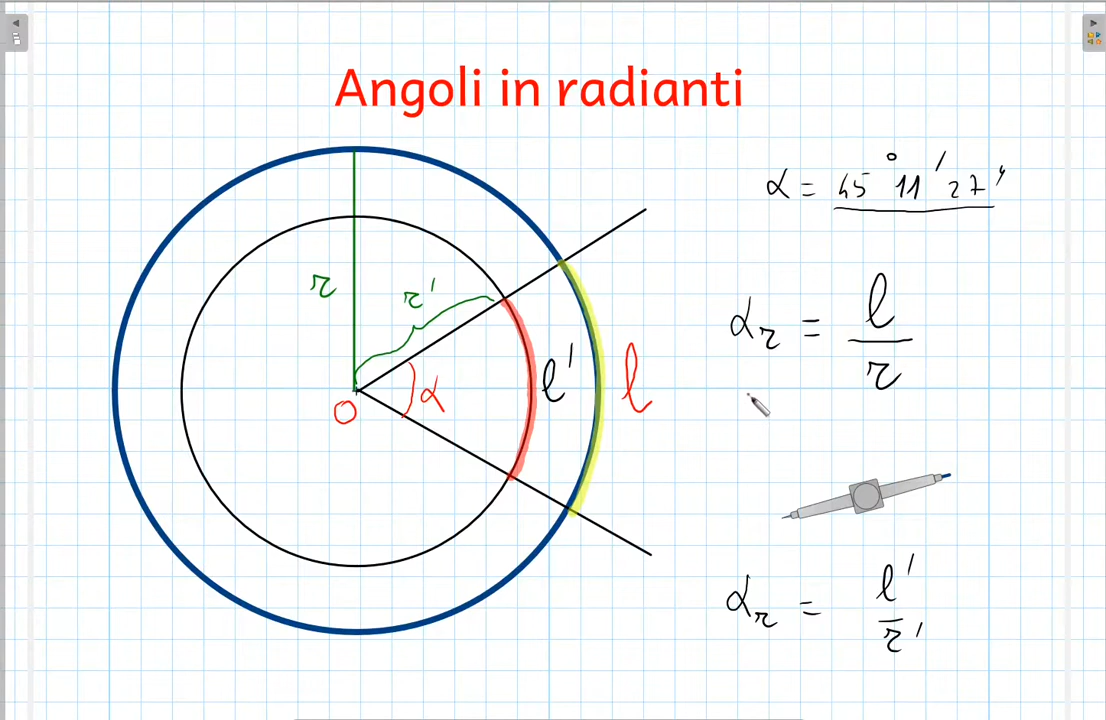 Angoli in radianti
α = 45° 11' 27"
r
r'
α_r = l / r
O
α
l'
l
α_r = l' / r'